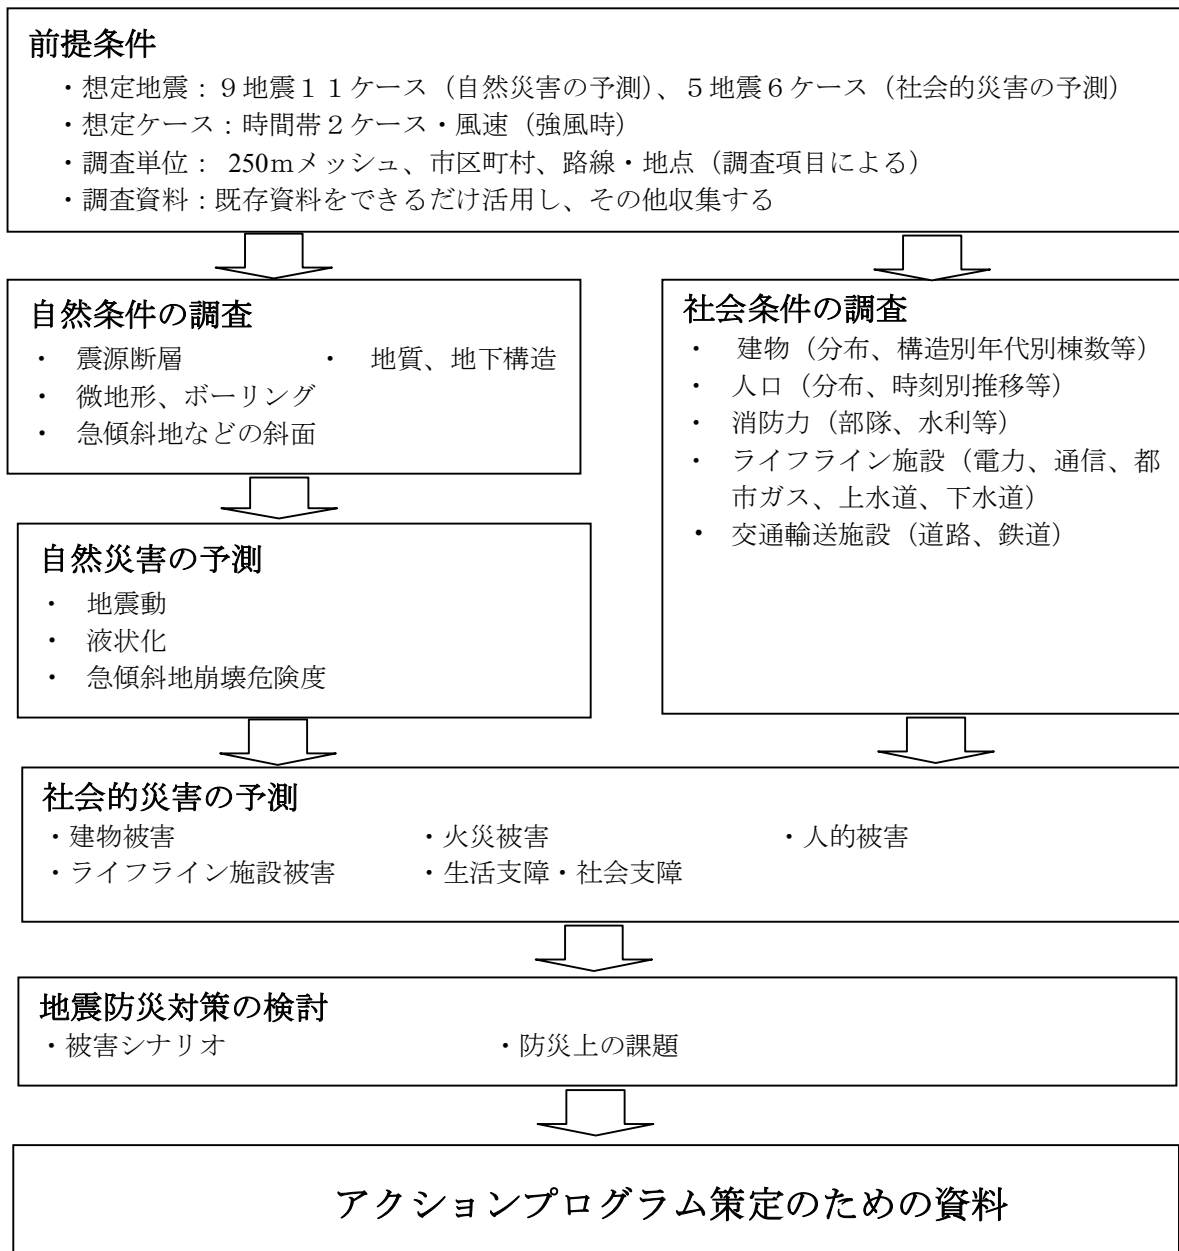 前提条件
・想定地震：９地震１１ケース（自然災害の予測）、５地震６ケース（社会的災害の予測）
・想定ケース：時間帯２ケース・風速（強風時）
・調査単位： 250ｍメッシュ、市区町村、路線・地点（調査項目による）
・調査資料：既存資料をできるだけ活用し、その他収集する
自然条件の調査
・ 震源断層 ・ 地質、地下構造
・ 微地形、ボーリング
・ 急傾斜地などの斜面
社会条件の調査
・ 建物（分布、構造別年代別棟数等）
・ 人口（分布、時刻別推移等）
・ 消防力（部隊、水利等）
・ ライフライン施設（電力、通信、都
市ガス、上水道、下水道）
・ 交通輸送施設（道路、鉄道）
自然災害の予測
・ 地震動
・ 液状化
・ 急傾斜地崩壊危険度
社会的災害の予測
・建物被害 ・火災被害 ・人的被害
・ライフライン施設被害 ・生活支障・社会支障
地震防災対策の検討
・被害シナリオ ・防災上の課題
アクションプログラム策定のための資料